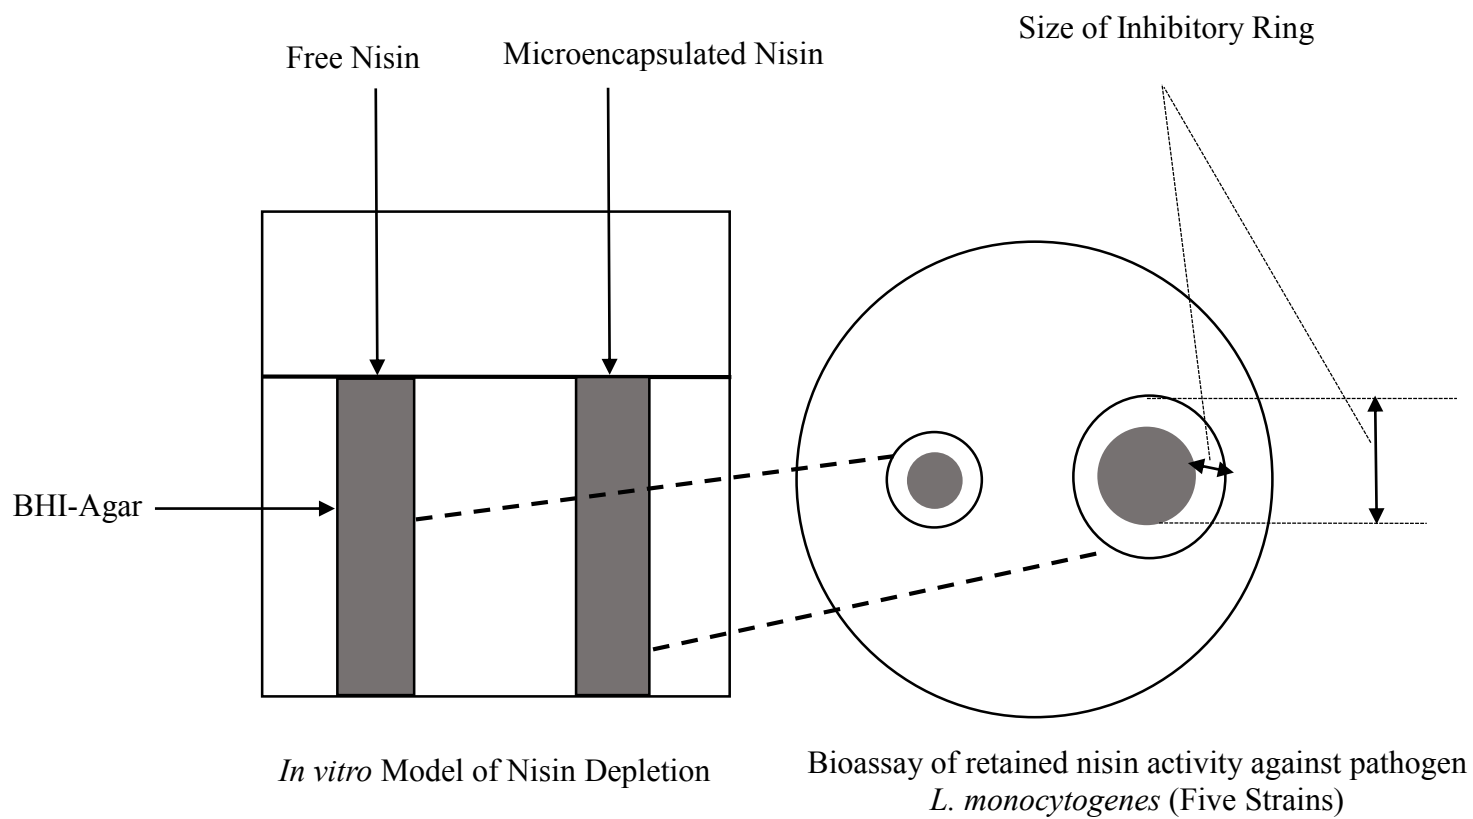 Size of Inhibitory Ring
Free Nisin
Microencapsulated Nisin
BHI-Agar
In vitro Model of Nisin Depletion
Bioassay of retained nisin activity against pathogen
L. monocytogenes (Five Strains)